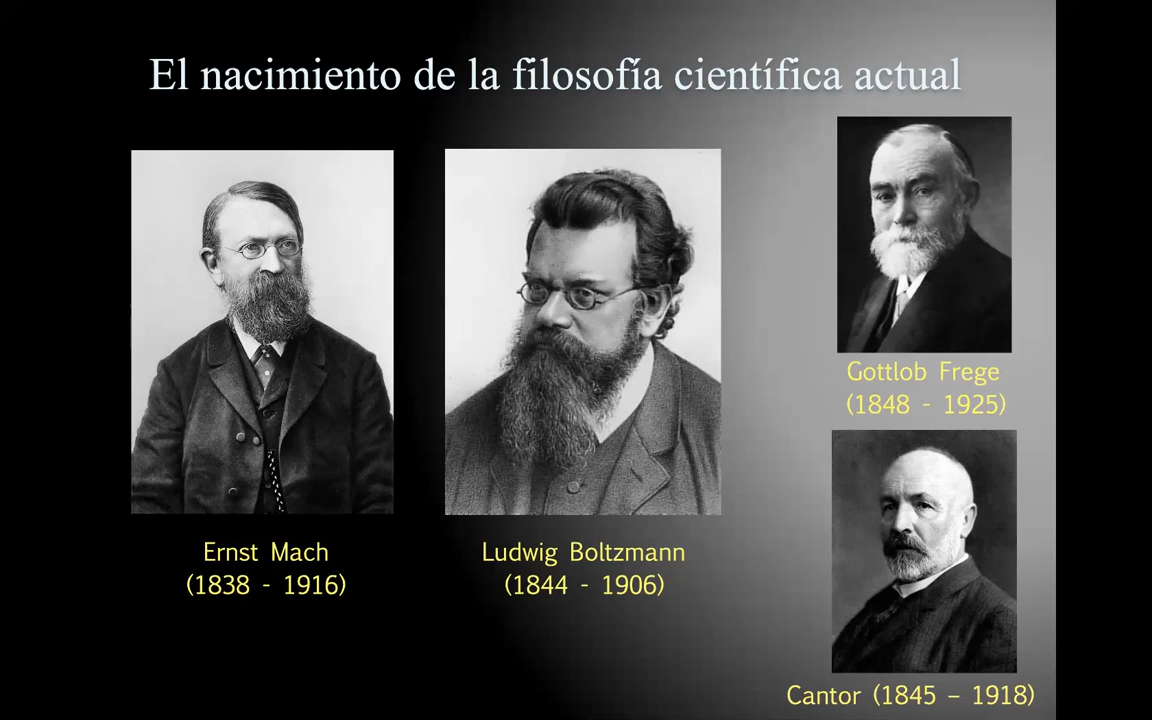 El nacimiento de la filosofía científica actual
Ernst Mach
(1838 - 1916)
Ludwig Boltzmann
(1844 - 1906)
Gottlob Frege
(1848 - 1925)
Cantor (1845 – 1918)